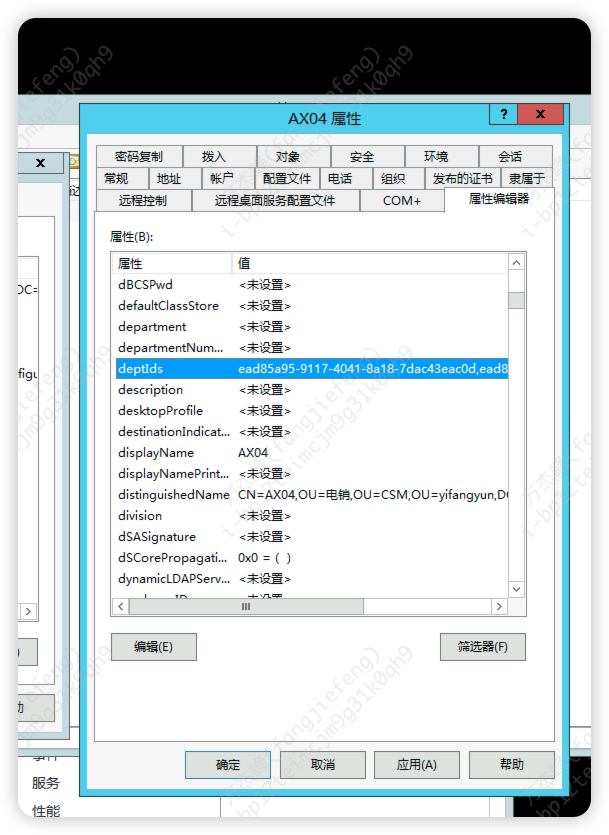 AX04 属性
?
x
x
密码复制 拨入 对象 安全 环境 会话
常规 地址 帐户 配置文件 电话 组织 发布的证书 隶属于
远程控制 远程桌面服务配置文件 COM+ 属性编辑器
属性(B):
属性 值
dBCSPwd <未设置>
defaultClassStore <未设置>
department <未设置>
departmentNum... <未设置>
deptIds ead85a95-9117-4041-8a18-7dac43eac0d,ead8
description <未设置>
desktopProfile <未设置>
destinationIndicat... <未设置>
displayName AX04
displayNamePrint... <未设置>
distinguishedName CN=AX04,OU=电销,OU=CSM,OU=yifangyun,DC
division <未设置>
dSASignature <未设置>
dSCorePropagati... 0x0 = ( )
dynamicLDAPServ... <未设置>
编辑(E) 筛选器(F)
确定 取消 应用(A) 帮助
服务
性能